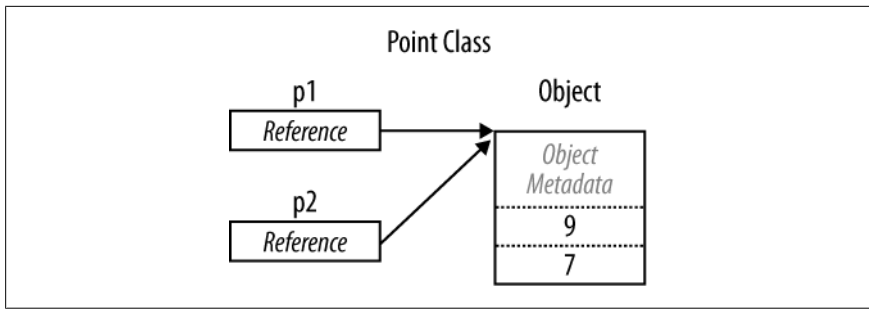 Point Class
p1
Object
Reference
Object
Metadata
p2
9
Reference
7